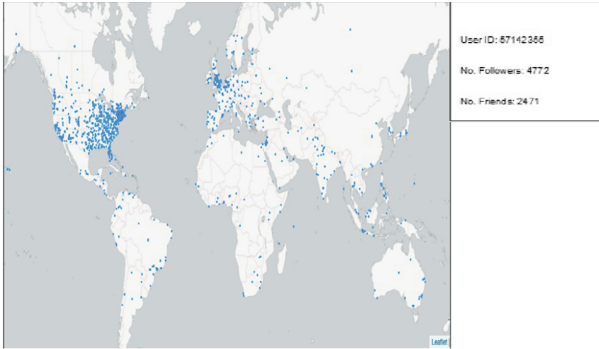 User ID: 57142355
No. Followers: 4772
No. Friends: 2471
Leaflet